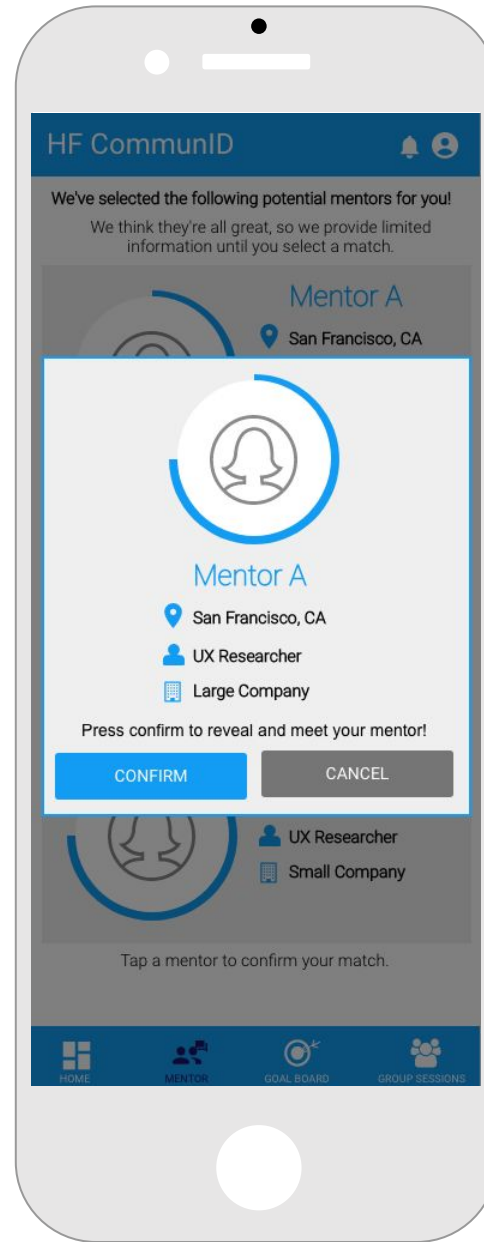 HF CommunID
We've selected the following potential mentors for you!
We think they're all great, so we provide limited
information until you select a match.
Mentor A
San Francisco, CA
Mentor A
San Francisco, CA
UX Researcher
Large Company
Press confirm to reveal and meet your mentor!
CONFIRM
CANCEL
UX Researcher
Small Company
Tap a mentor to confirm your match.
HOME
MENTOR
GOAL BOARD
GROUP SESSIONS